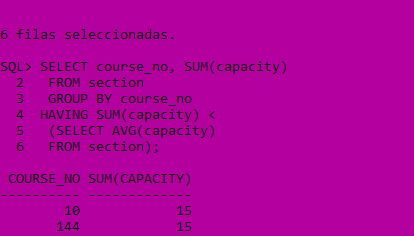 6 filas seleccionadas.
SQL> SELECT course_no, SUM(capacity)
2 FROM section
3 GROUP BY course_no
4 HAVING SUM(capacity) <
5 (SELECT AVG(capacity)
6 FROM section);
COURSE_NO SUM(CAPACITY)
---------- -------------
10 15
144 15